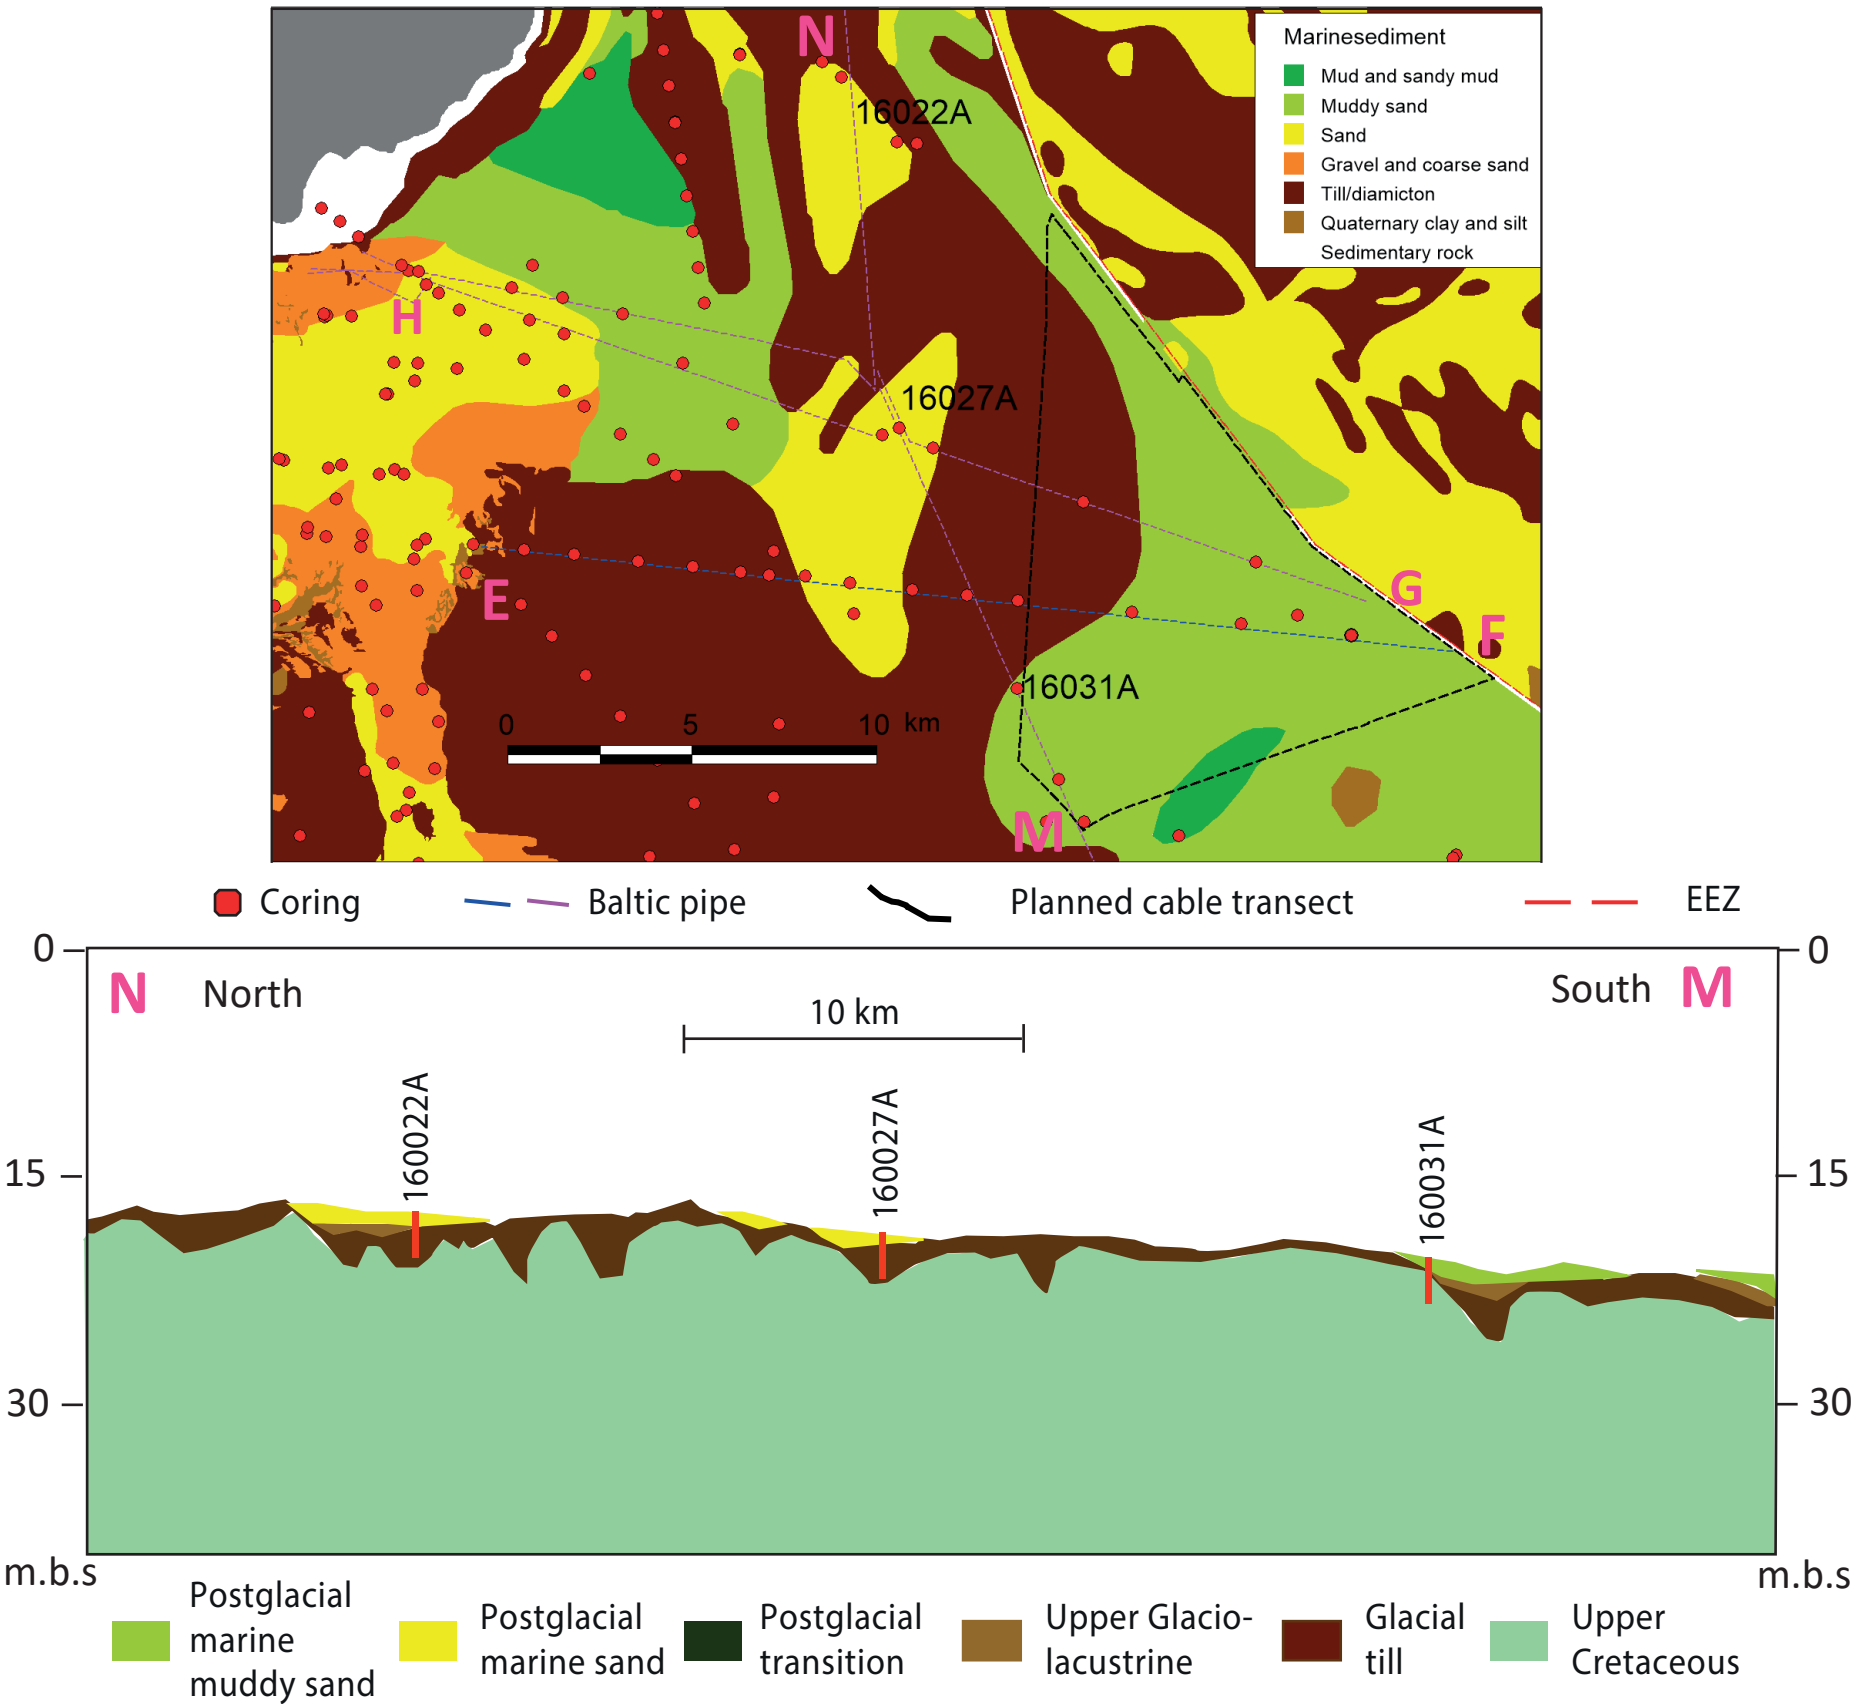 N
Marinesediment
Mud and sandy mud
Muddy sand
Sand
Gravel and coarse sand
Till/diamicton
Quaternary clay and silt
Sedimentary rock
16022A
H
16027A
E
G
F
16031A
0 5 10 km
M
Coring
Baltic pipe
Planned cable transect
EEZ
0
0
N North
South M
10 km
160022A
160027A
160031A
15
15
30
30
m.b.s
m.b.s
Postglacial
marine
muddy sand
Postglacial
marine sand
Postglacial
transition
Upper Glacio-
lacustrine
Glacial
till
Upper
Cretaceous